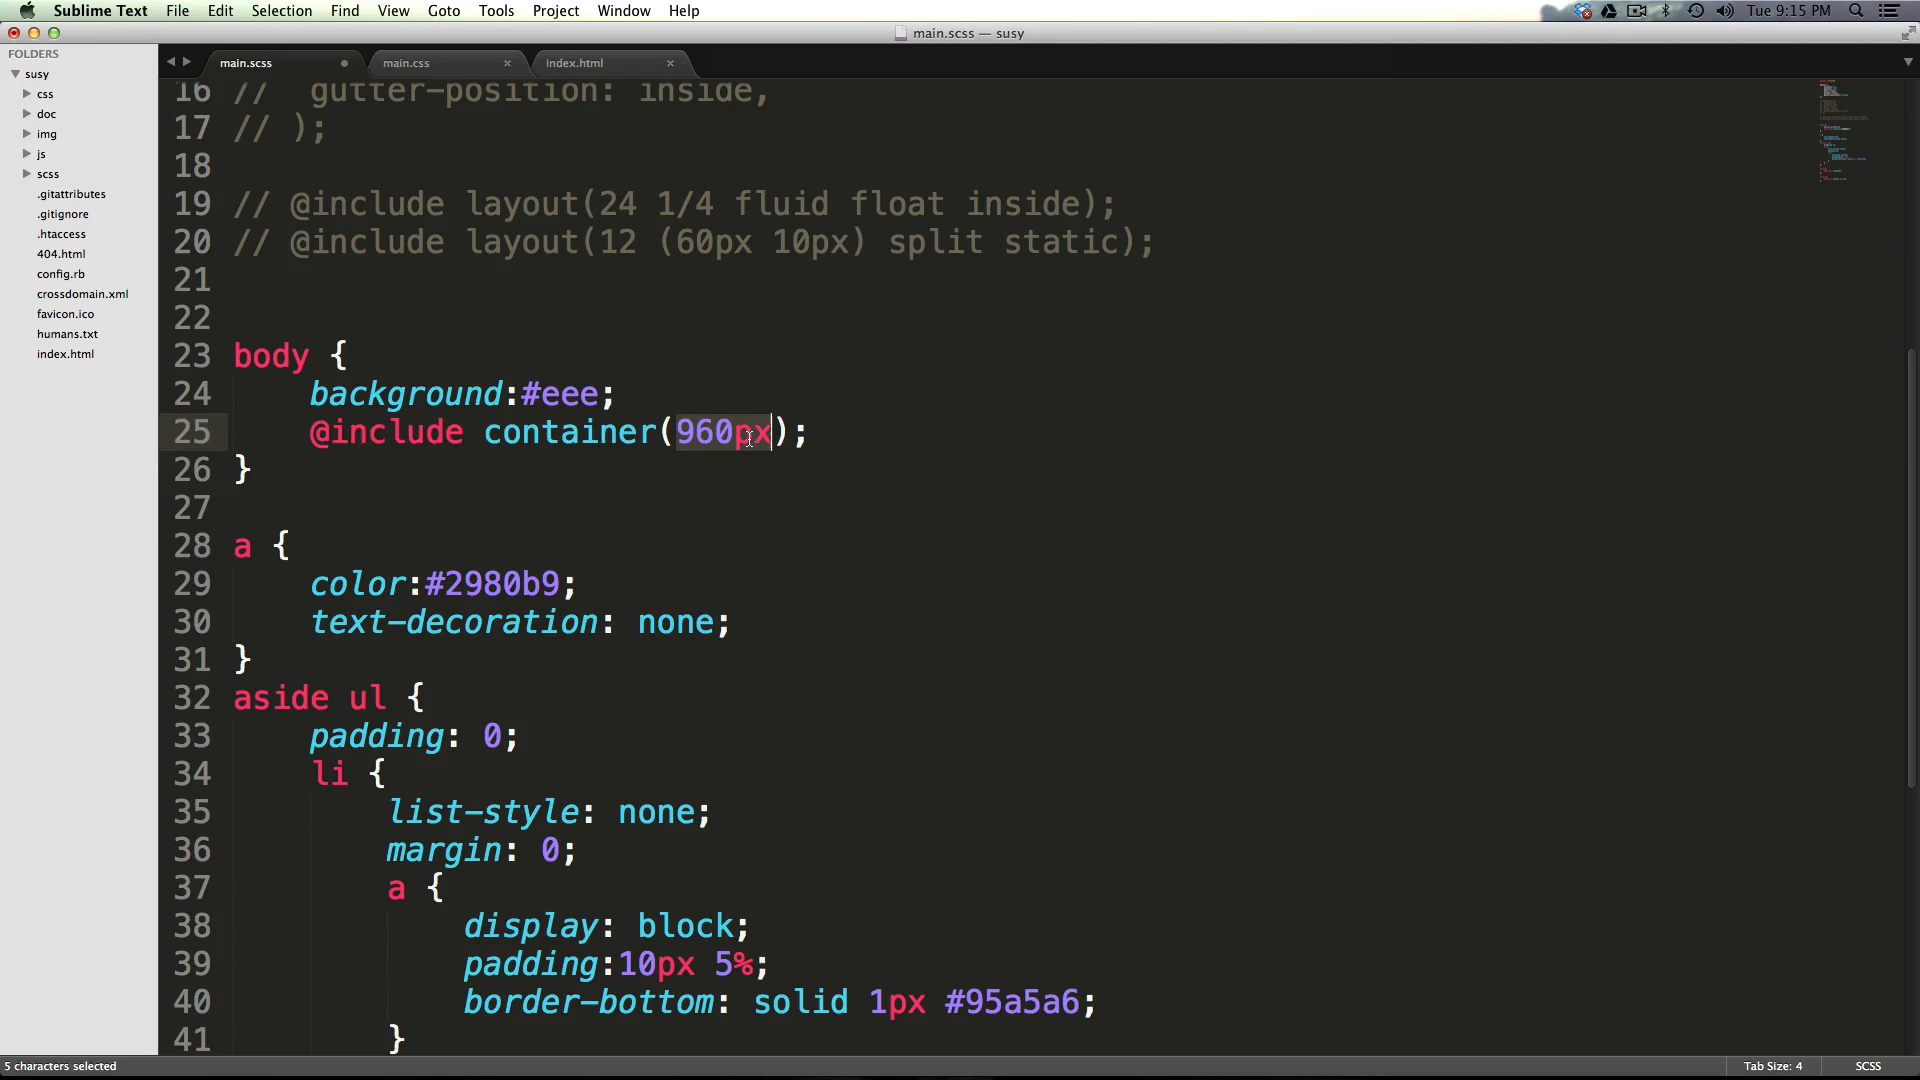 Sublime Text File Edit Selection Find View Goto Tools Project Window Help Tue 9:15 PM
main.scss — susy
FOLDERS
susy
css
doc
img
js
scss
.gitattributes
.gitignore
.htaccess
404.html
config.rb
crossdomain.xml
favicon.ico
humans.txt
index.html
main.scss main.css index.html
16 // gutter-position: inside,
17 // );
18
19 // @include layout(24 1/4 fluid float inside);
20 // @include layout(12 (60px 10px) split static);
21
22
23 body {
24 background:#eee;
25 @include container(960px);
26 }
27
28 a {
29 color:#2980b9;
30 text-decoration: none;
31 }
32 aside ul {
33 padding: 0;
34 li {
35 list-style: none;
36 margin: 0;
37 a {
38 display: block;
39 padding:10px 5%;
40 border-bottom: solid 1px #95a5a6;
41 }
5 characters selected Tab Size: 4 SCSS